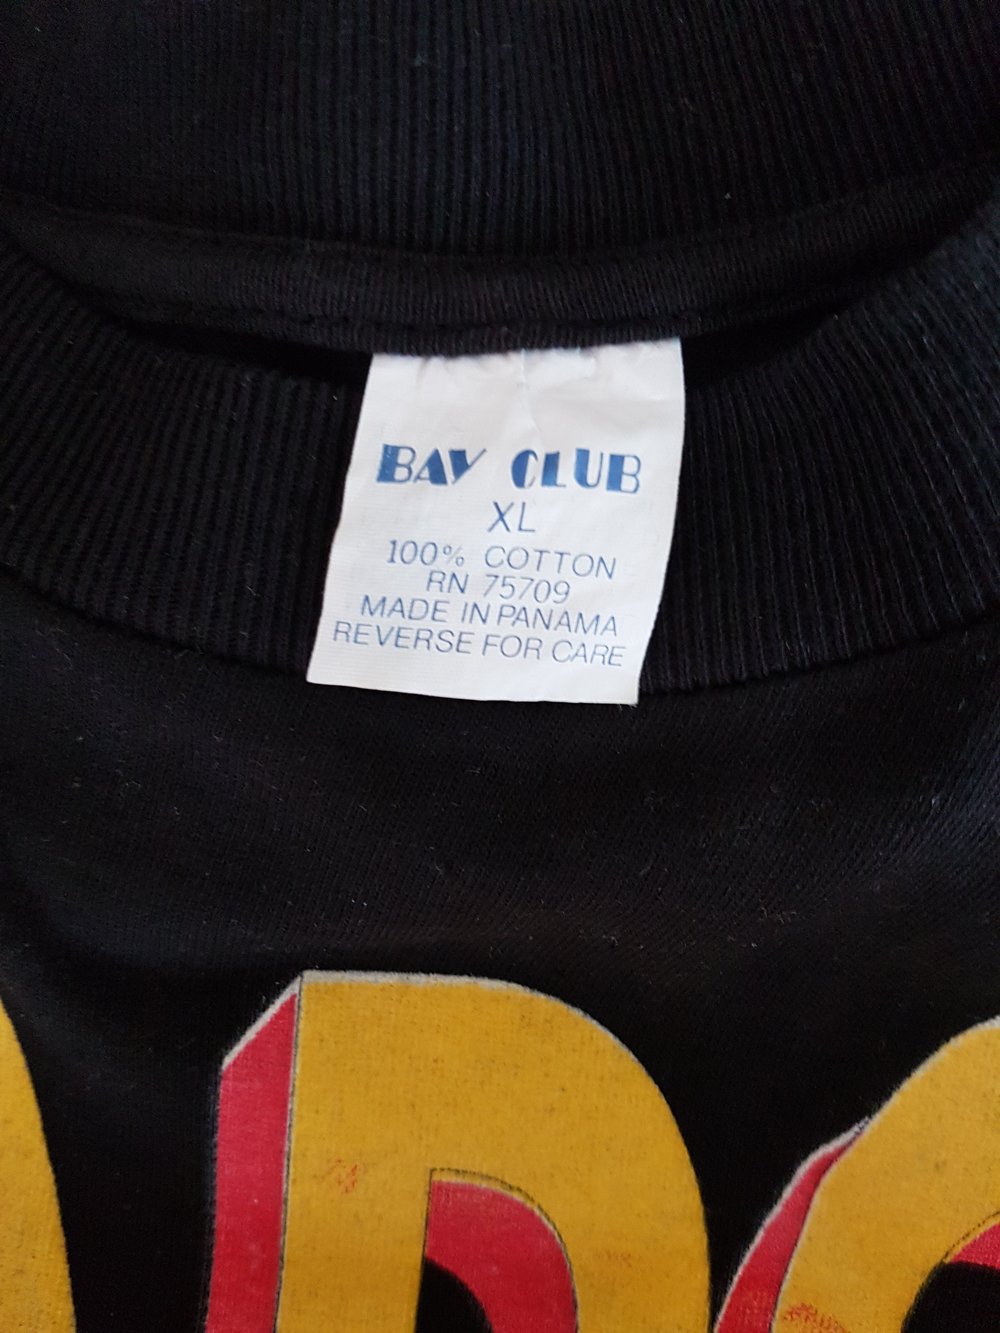 BAY CLUB
XL
100% COTTON
RN 75709
MADE IN PANAMA
REVERSE FOR CARE